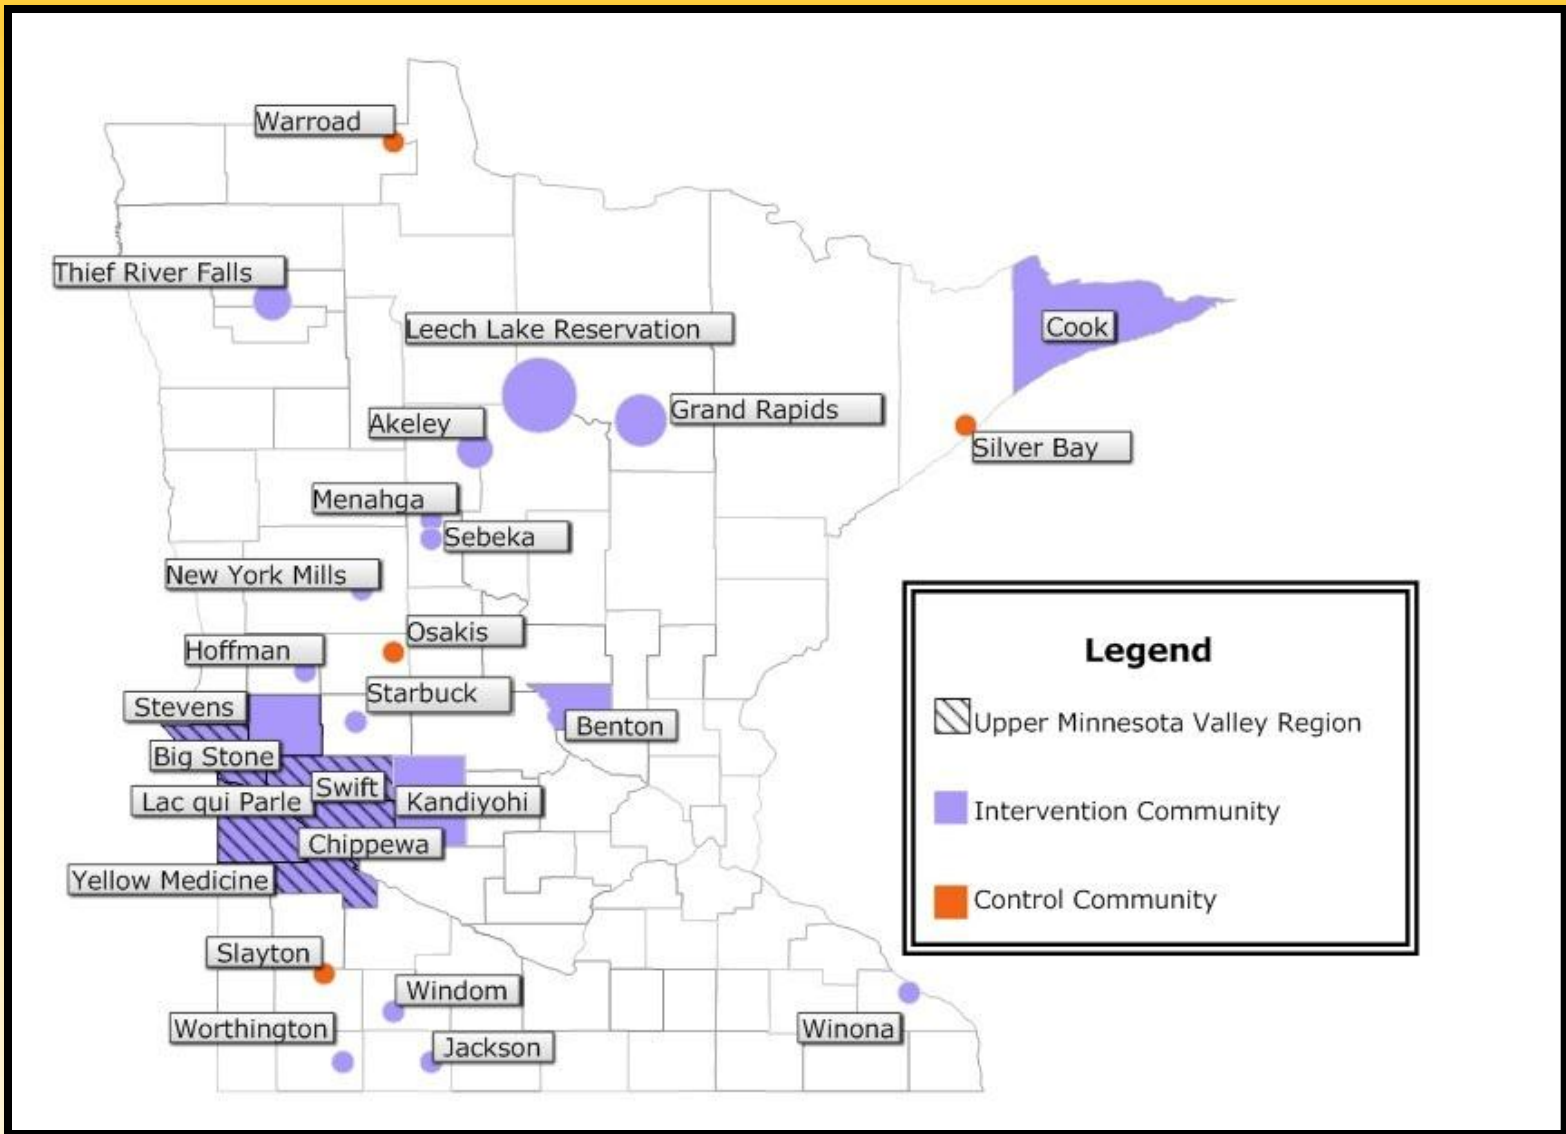 Warroad
Thief River Falls
Leech Lake Reservation
Cook
Grand Rapids
Akeley
Silver Bay
Menahga
Sebeka
New York Mills
Osakis
Hoffman
Starbuck
Stevens
Benton
Big Stone
Swift
Lac qui Parle
Kandiyohi
Chippewa
Yellow Medicine
Slayton
Windom
Worthington
Jackson
Winona
Legend
Upper Minnesota Valley Region
Intervention Community
Control Community